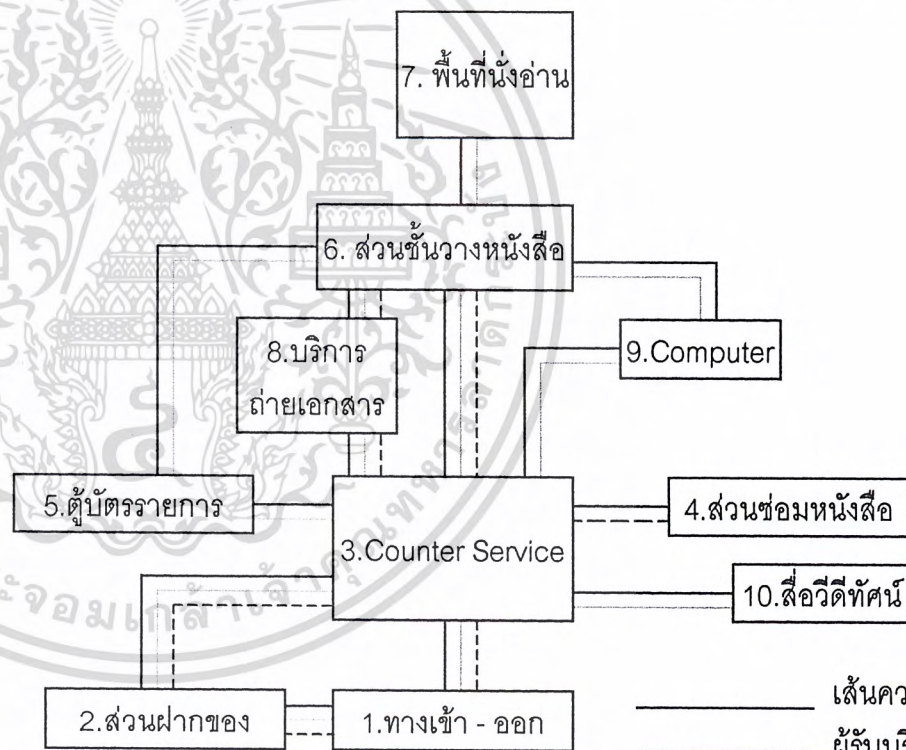 7. พื้นที่นั่งอ่าน
6. ส่วนชั้นวางหนังสือ
8.บริการ
ถ่ายเอกสาร
9.Computer
5.ตู้บัตรรายการ
3.Counter Service
4.ส่วนซ่อมหนังสือ
10.สื่อวีดีทัศน์
2.ส่วนฝากของ
1.ทางเข้า - ออก